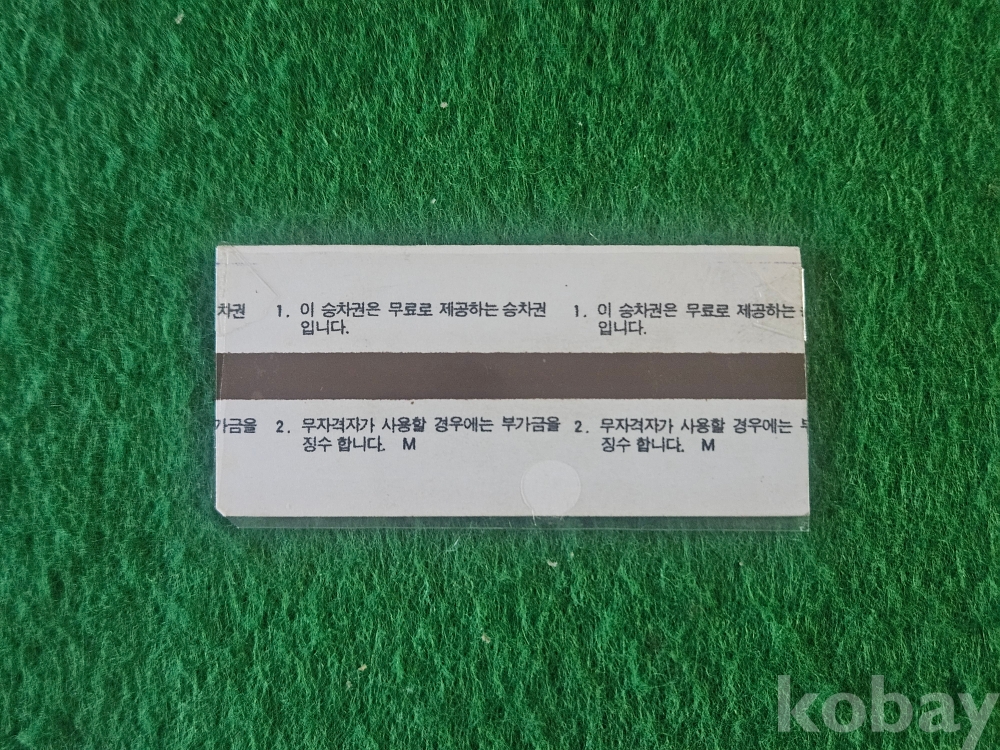 차권 1. 이 승차권은 무료로 제공하는 승차권 1. 이 승차권은 무료로 제공하는
입니다. 입니다.
가금을 2. 무자격자가 사용할 경우에는 부가금을 2. 무자격자가 사용할 경우에는
징수 합니다. M 징수 합니다. M
kobay